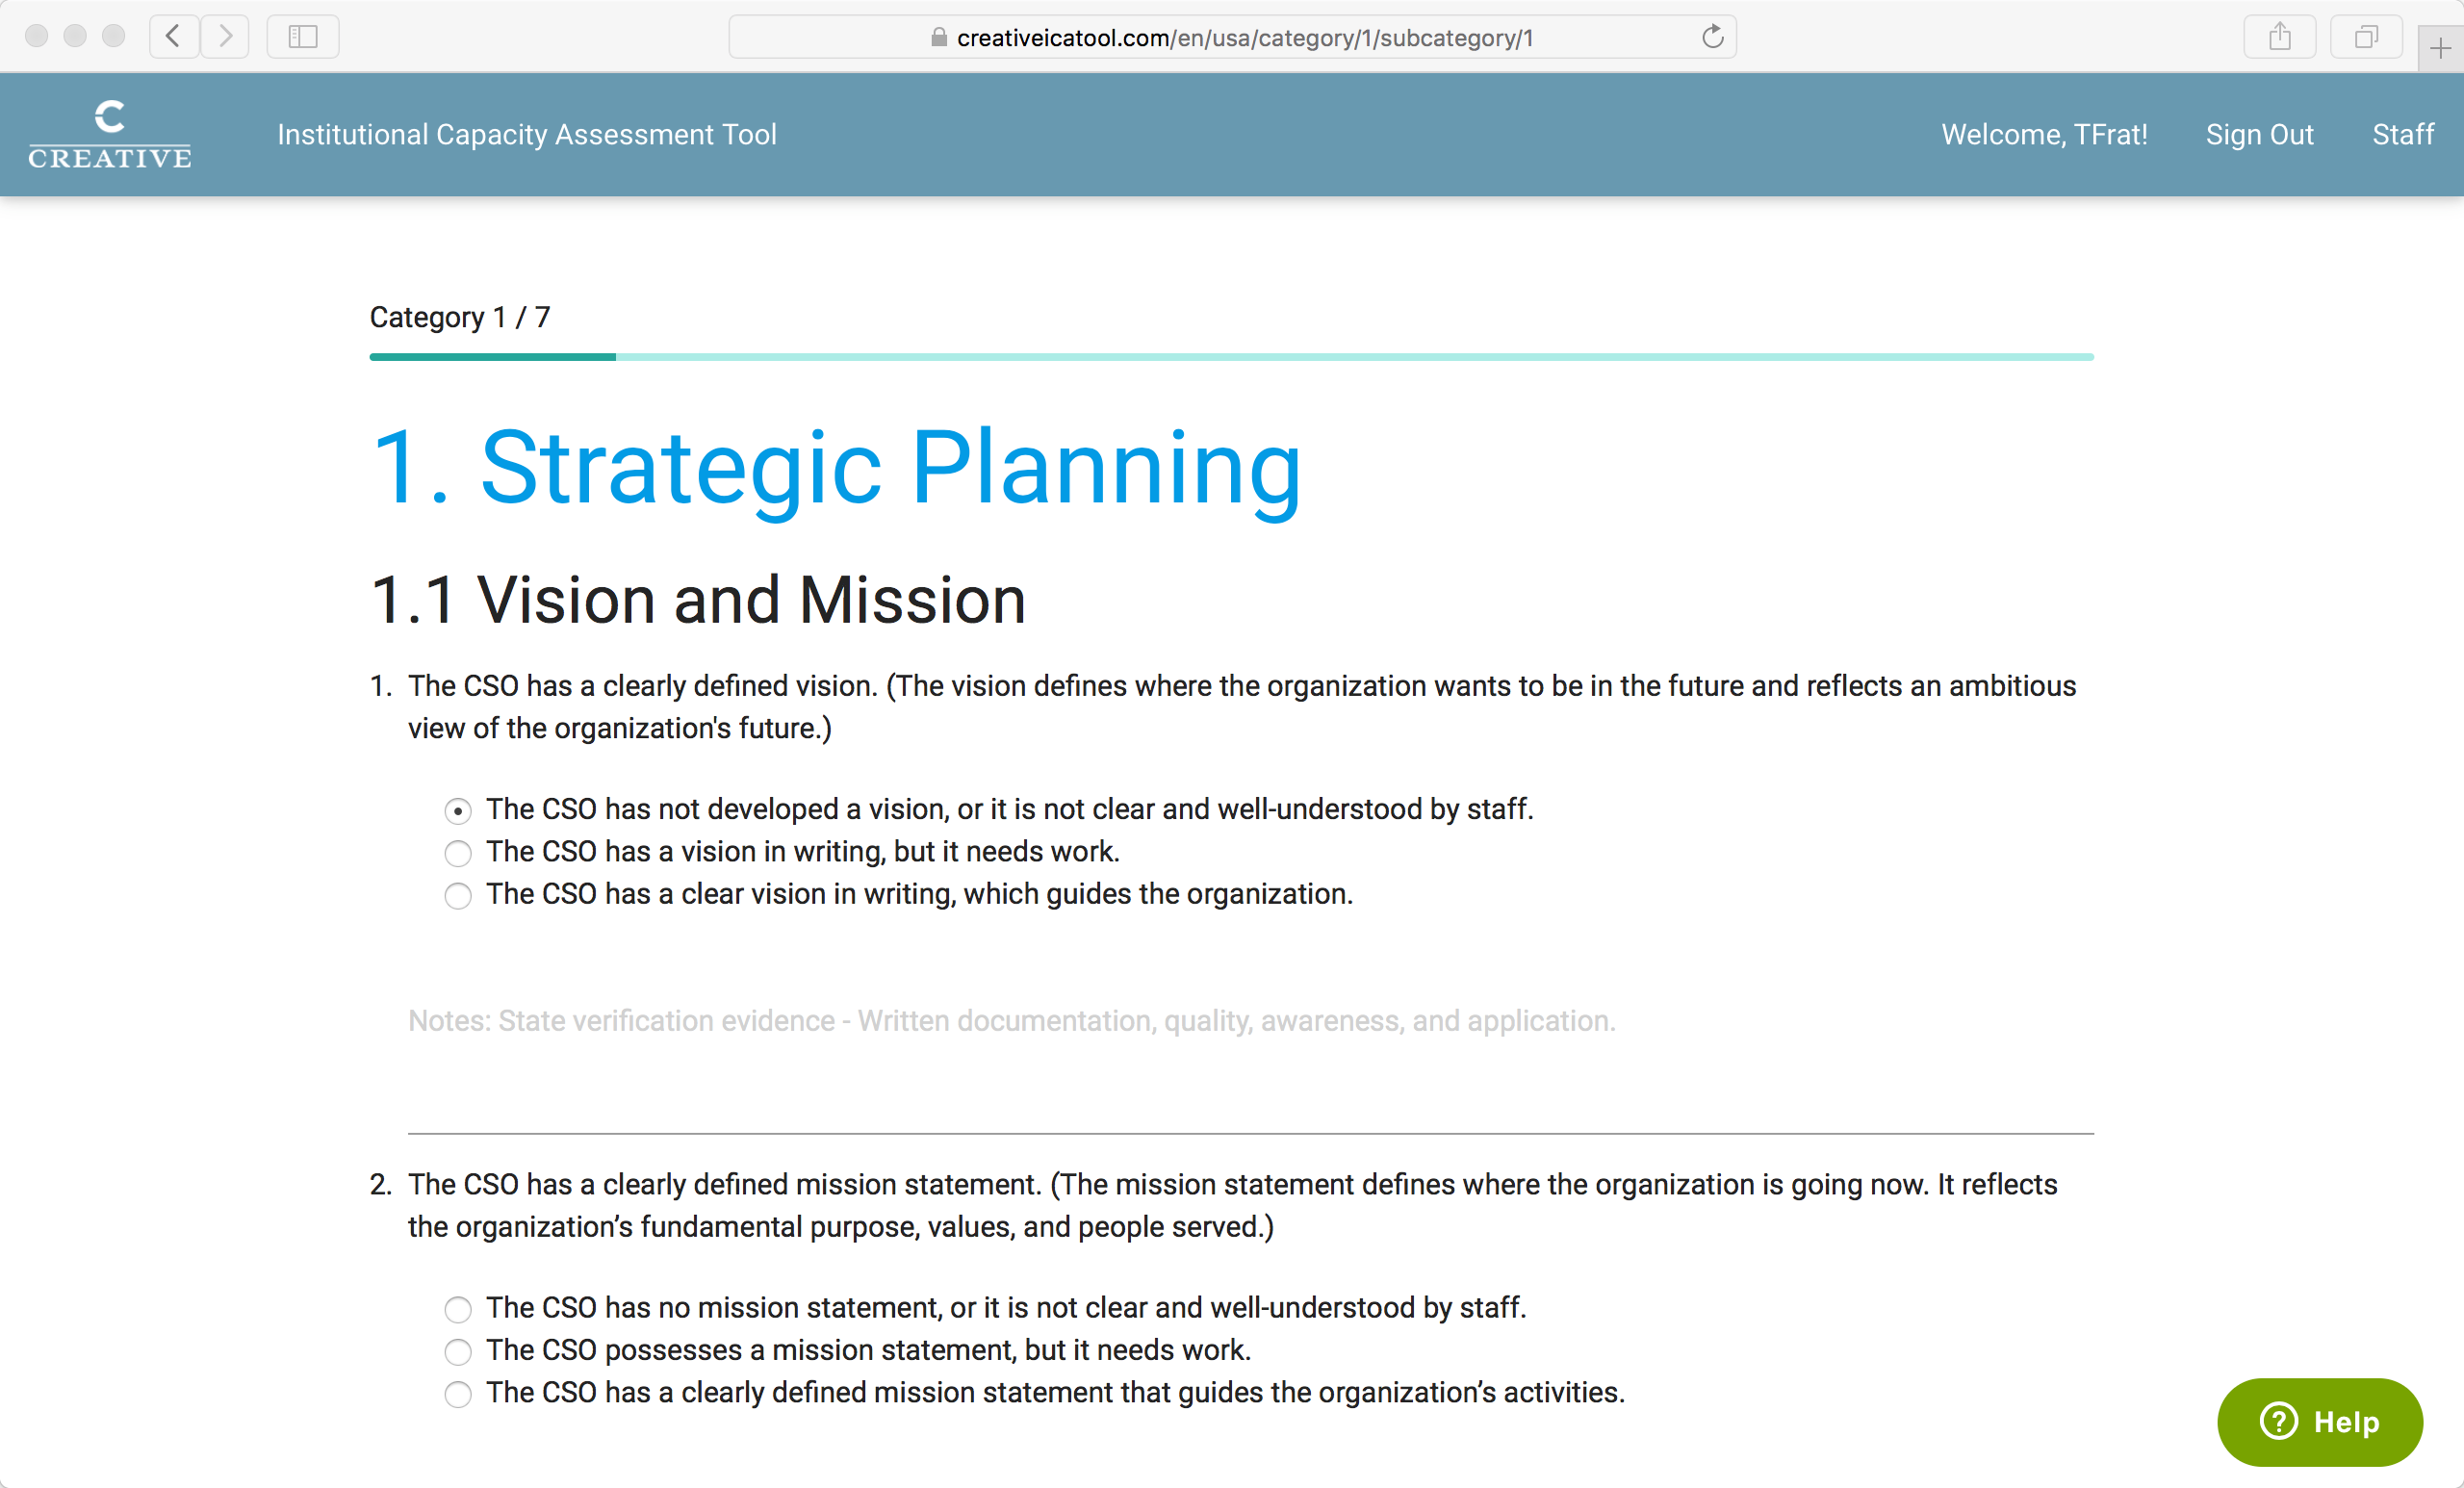 creativeicatool.com/en/usa/category/1/subcategory/1
C
CREATIVE
Institutional Capacity Assessment Tool
Welcome, TFrat!
Sign Out
Staff
Category 1 / 7
1. Strategic Planning
1.1 Vision and Mission
1. The CSO has a clearly defined vision. (The vision defines where the organization wants to be in the future and reflects an ambitious
view of the organization's future.)
The CSO has not developed a vision, or it is not clear and well-understood by staff.
The CSO has a vision in writing, but it needs work.
The CSO has a clear vision in writing, which guides the organization.
Notes: State verification evidence - Written documentation, quality, awareness, and application.
2. The CSO has a clearly defined mission statement. (The mission statement defines where the organization is going now. It reflects
the organization’s fundamental purpose, values, and people served.)
The CSO has no mission statement, or it is not clear and well-understood by staff.
The CSO possesses a mission statement, but it needs work.
The CSO has a clearly defined mission statement that guides the organization’s activities.
? Help